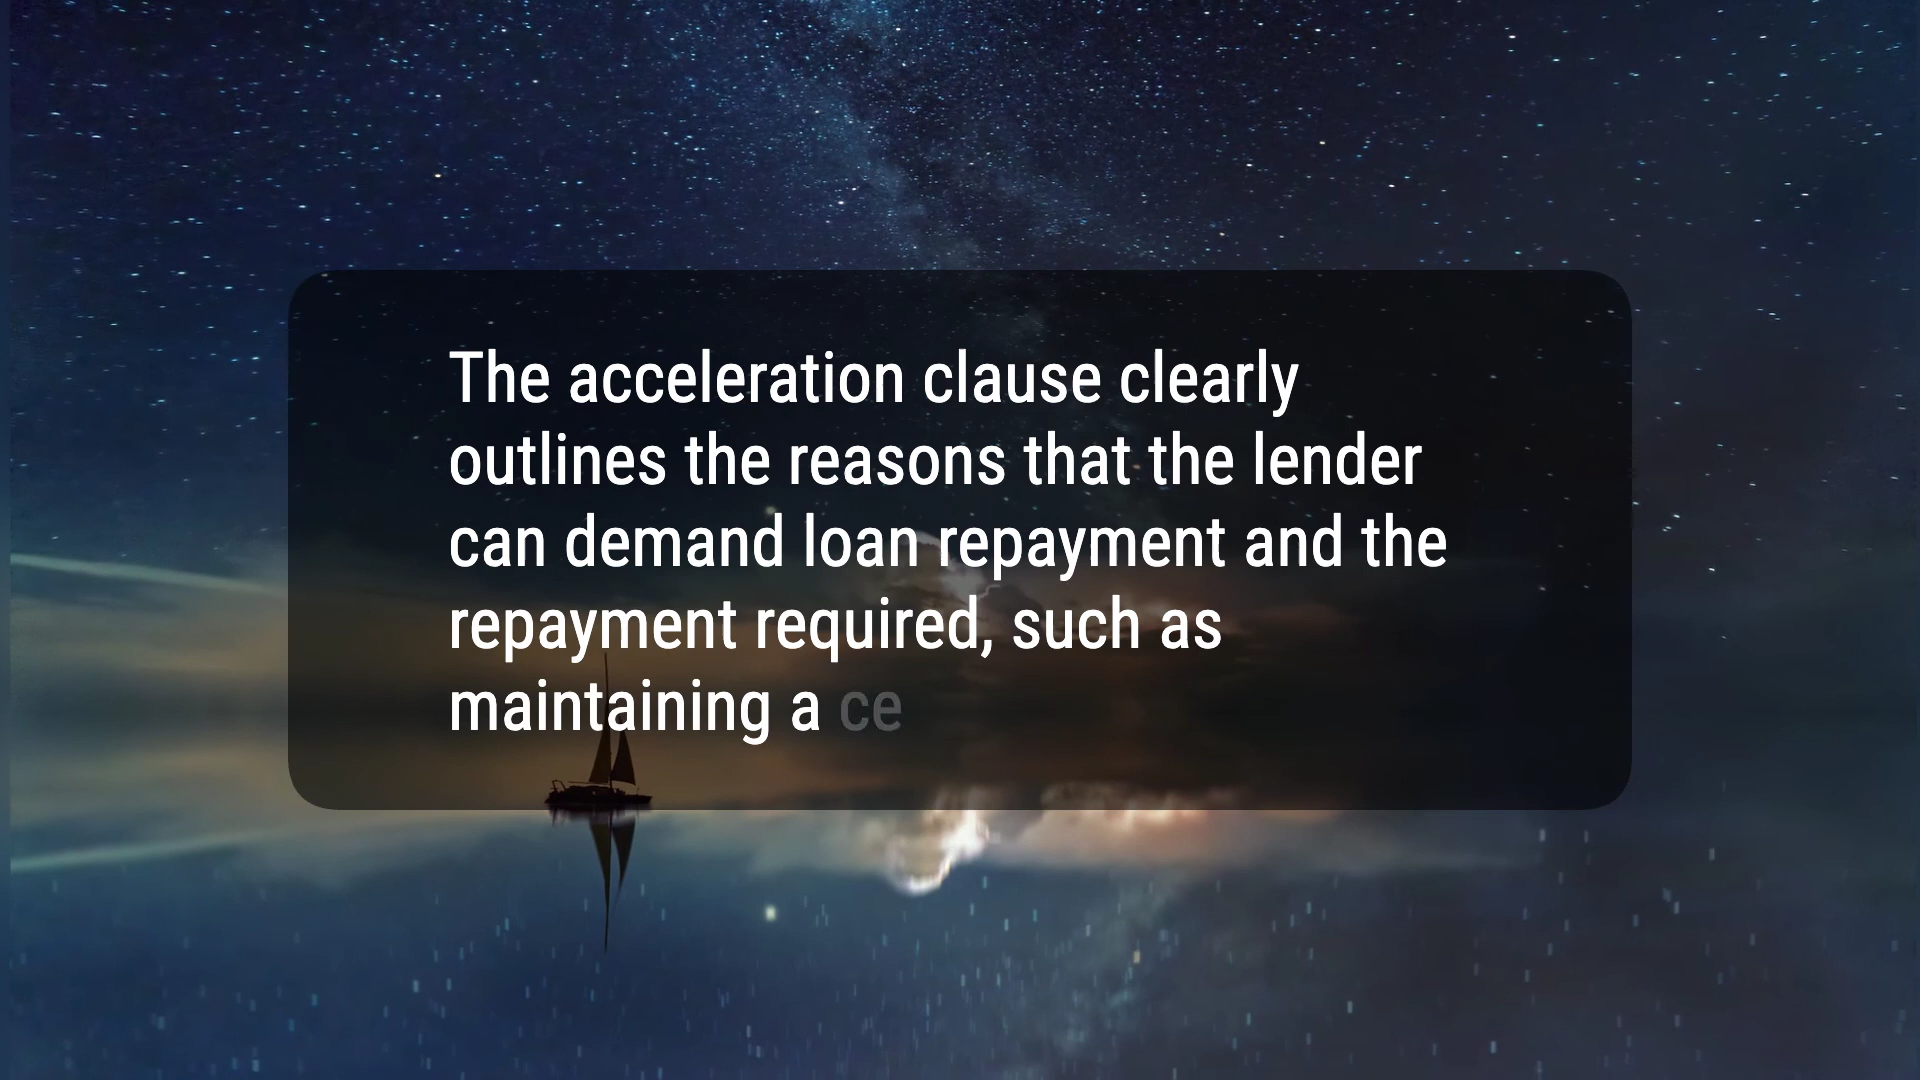 The acceleration clause clearly
outlines the reasons that the lender
can demand loan repayment and the
repayment required, such as
maintaining a ce